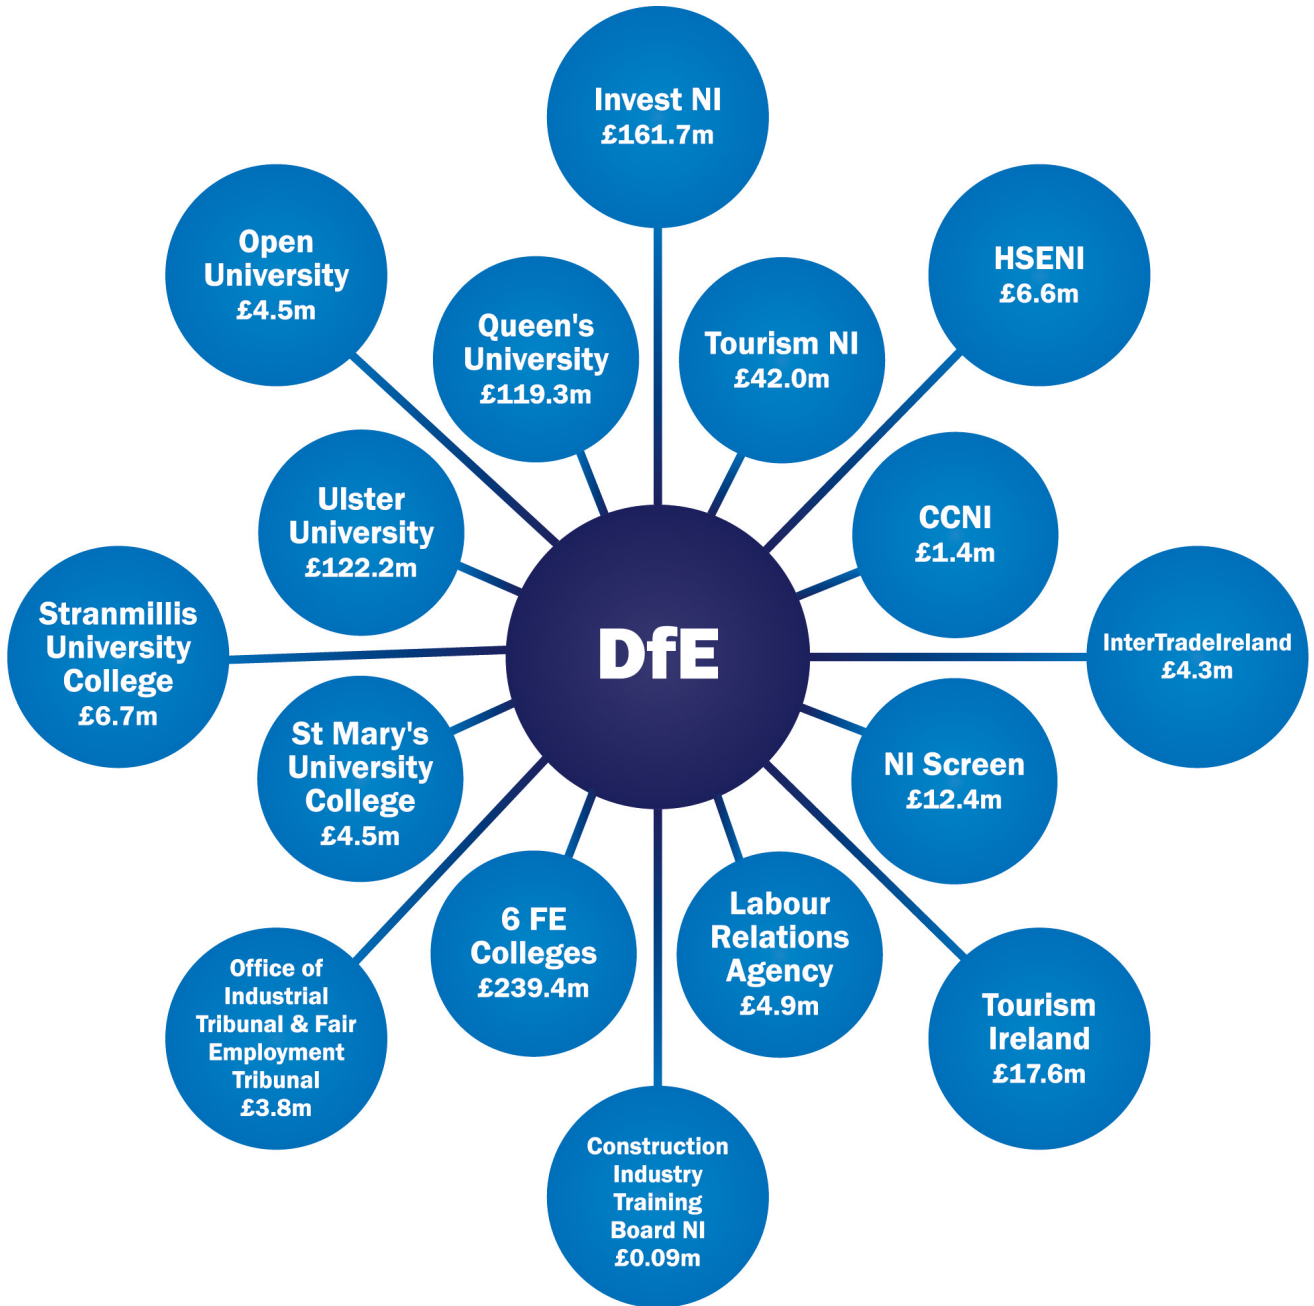 Invest NI
£161.7m
Open
University
£4.5m
HSENI
£6.6m
Queen's
University
£119.3m
Tourism NI
£42.0m
Ulster
University
£122.2m
CCNI
£1.4m
Stranmillis
University
College
£6.7m
DfE
InterTradeIreland
£4.3m
St Mary's
University
College
£4.5m
NI Screen
£12.4m
6 FE
Colleges
£239.4m
Labour
Relations
Agency
£4.9m
Office of
Industrial
Tribunal & Fair
Employment
Tribunal
£3.8m
Tourism
Ireland
£17.6m
Construction
Industry
Training
Board NI
£0.09m